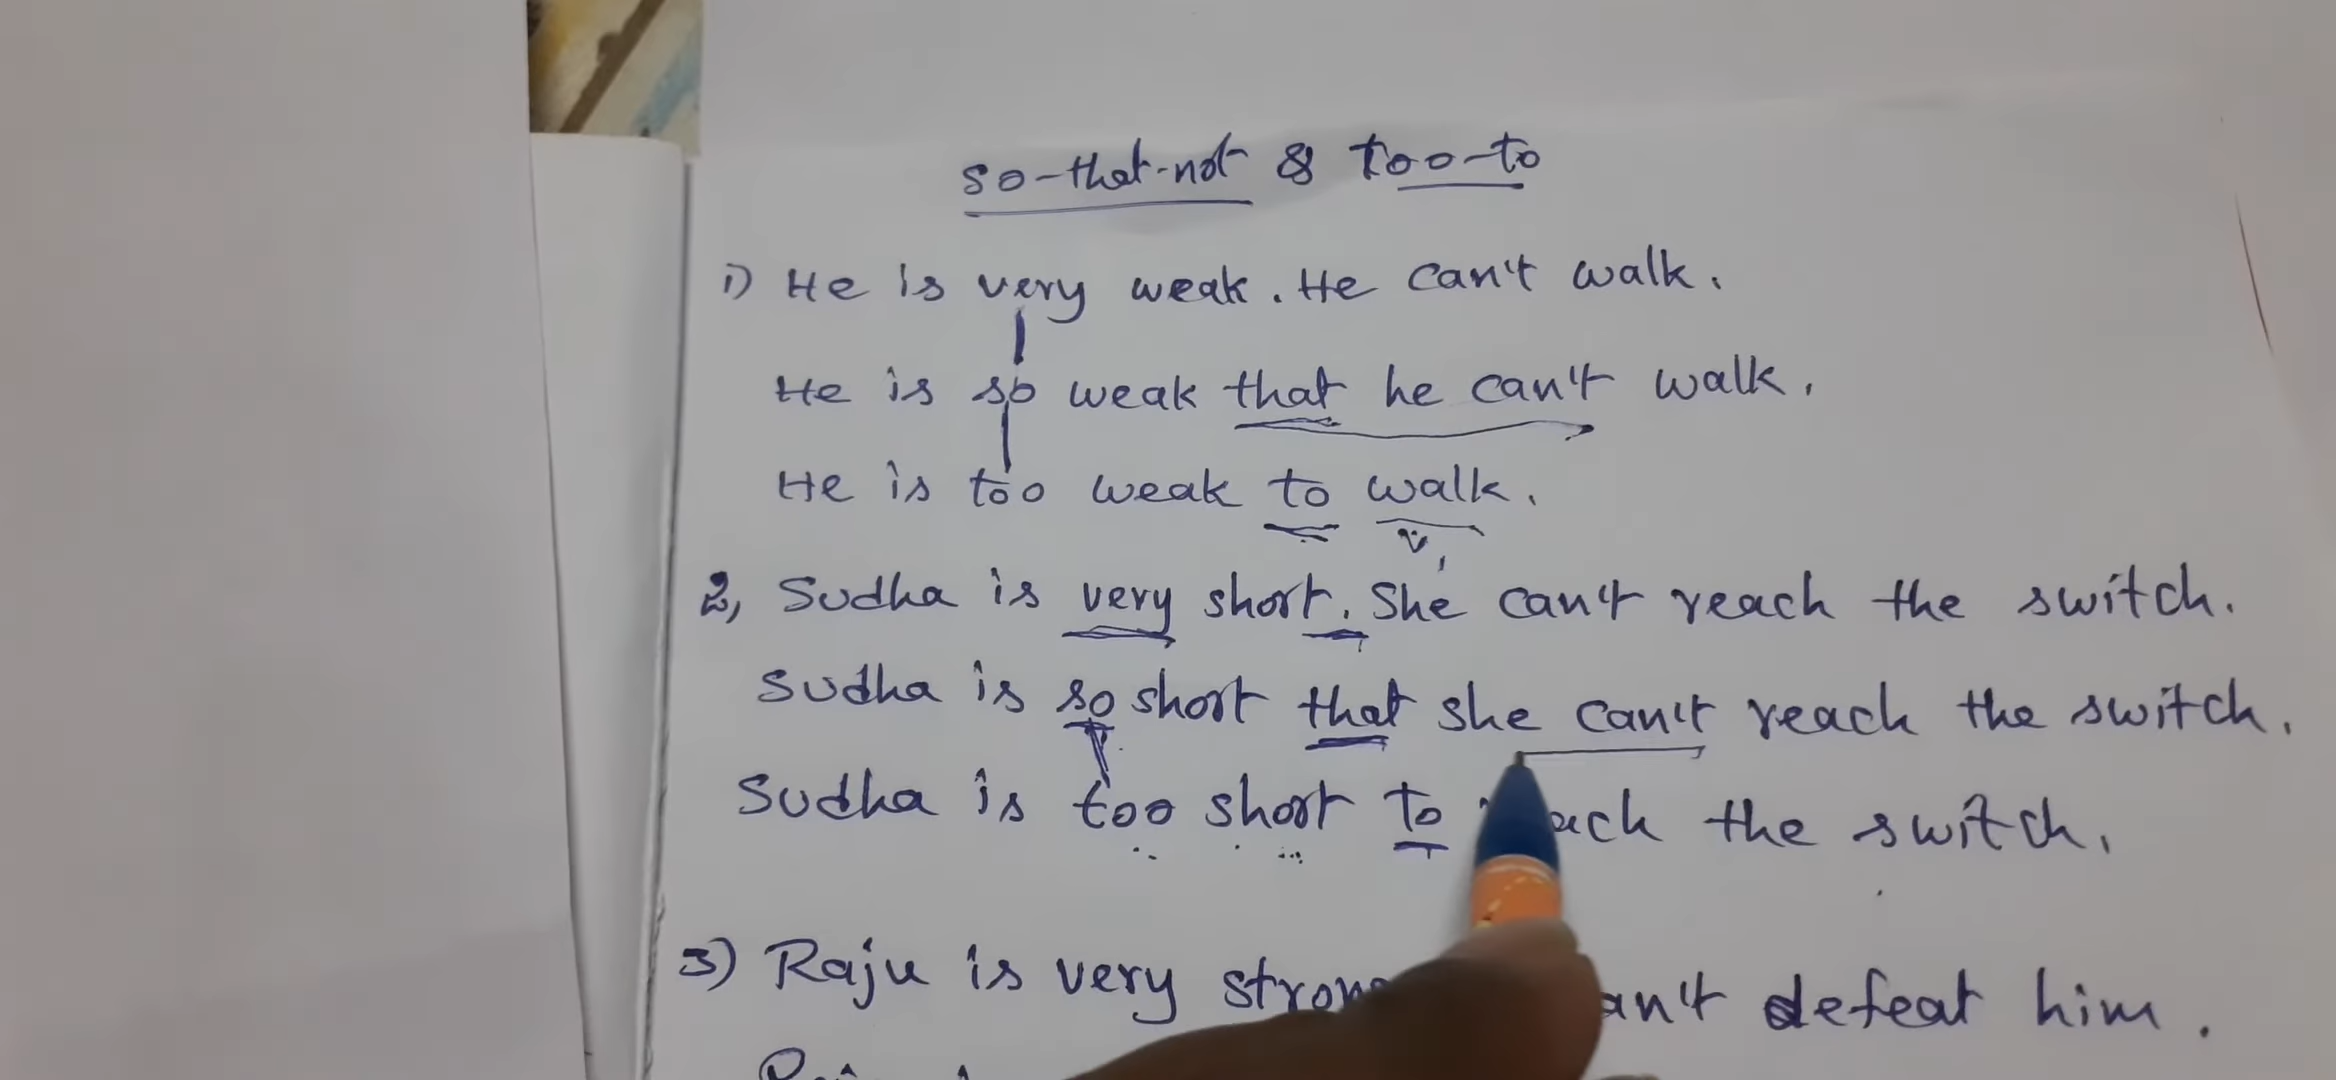 so-that-not & too-to
1) He is very weak. He can't walk.
He is so weak that he can't walk.
He is too weak to walk.
V1
2, Sudha is very short. She can't reach the switch.
Sudha is so short that she can't reach the switch.
Sudha is too short to the switch.
3) Raju is very defeat him.